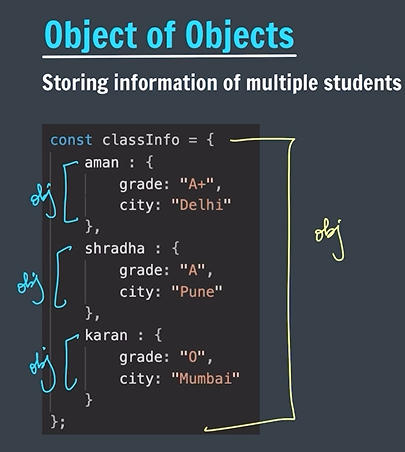 Object of Objects
Storing information of multiple students
const classInfo = {
aman : {
grade: "A+",
city: "Delhi"
},
shradha : {
grade: "A",
city: "Pune"
},
karan : {
grade: "O",
city: "Mumbai"
}
};
obj
obj
obj
obj